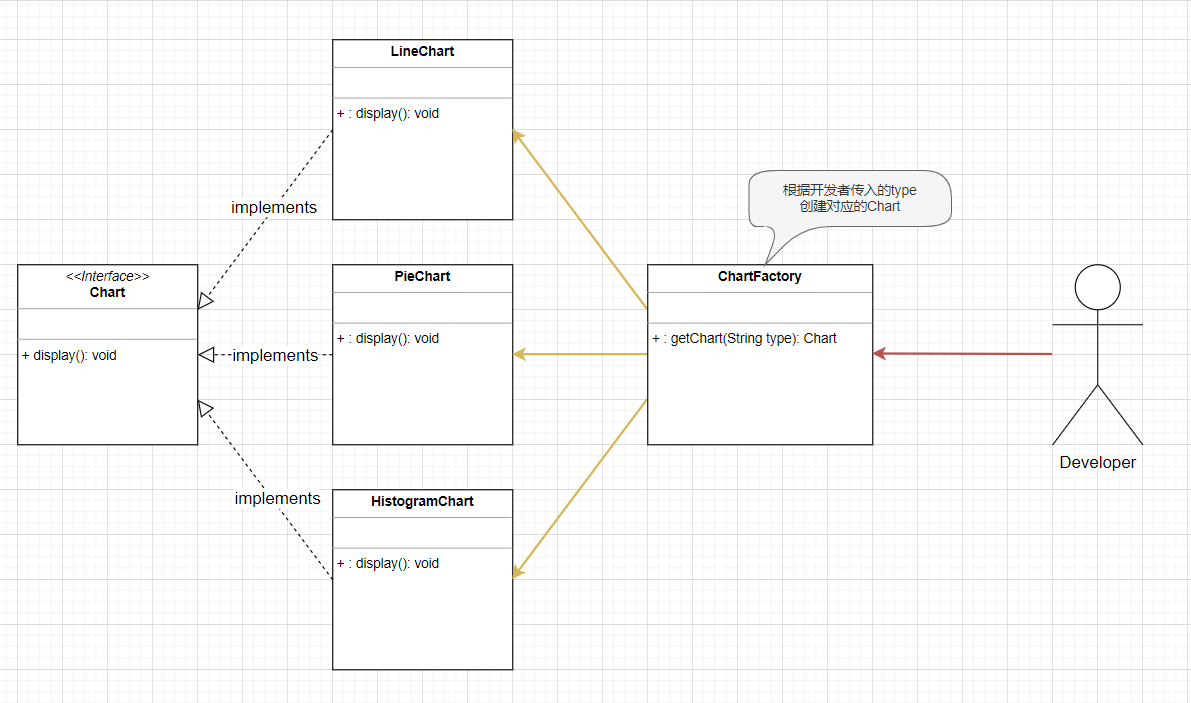 LineChart
+ : display(): void
implements
根据开发者传入的type
创建对应的Chart
<<Interface>>
Chart
+ display(): void
implements
PieChart
+ : display(): void
ChartFactory
+ : getChart(String type): Chart
Developer
implements
HistogramChart
+ : display(): void